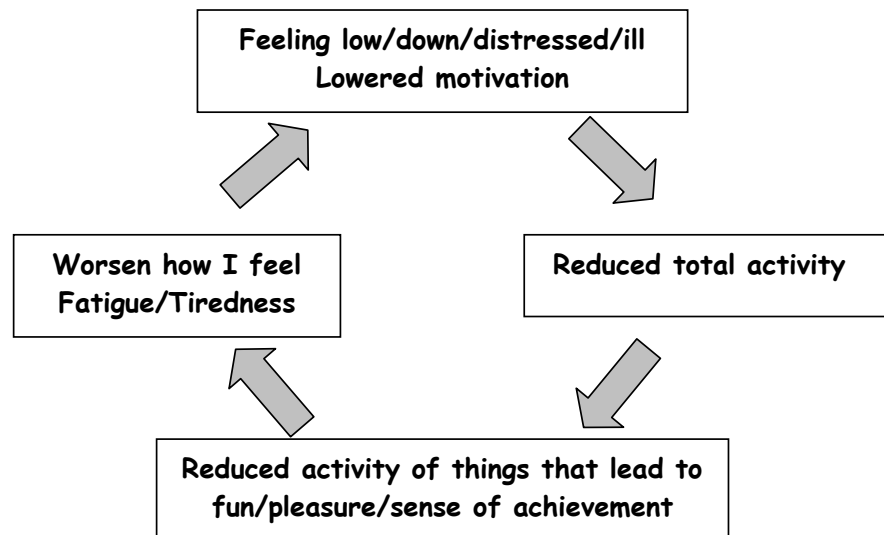 Feeling low/down/distressed/ill
Lowered motivation
Reduced total activity
Reduced activity of things that lead to
fun/pleasure/sense of achievement
Worsen how I feel
Fatigue/Tiredness